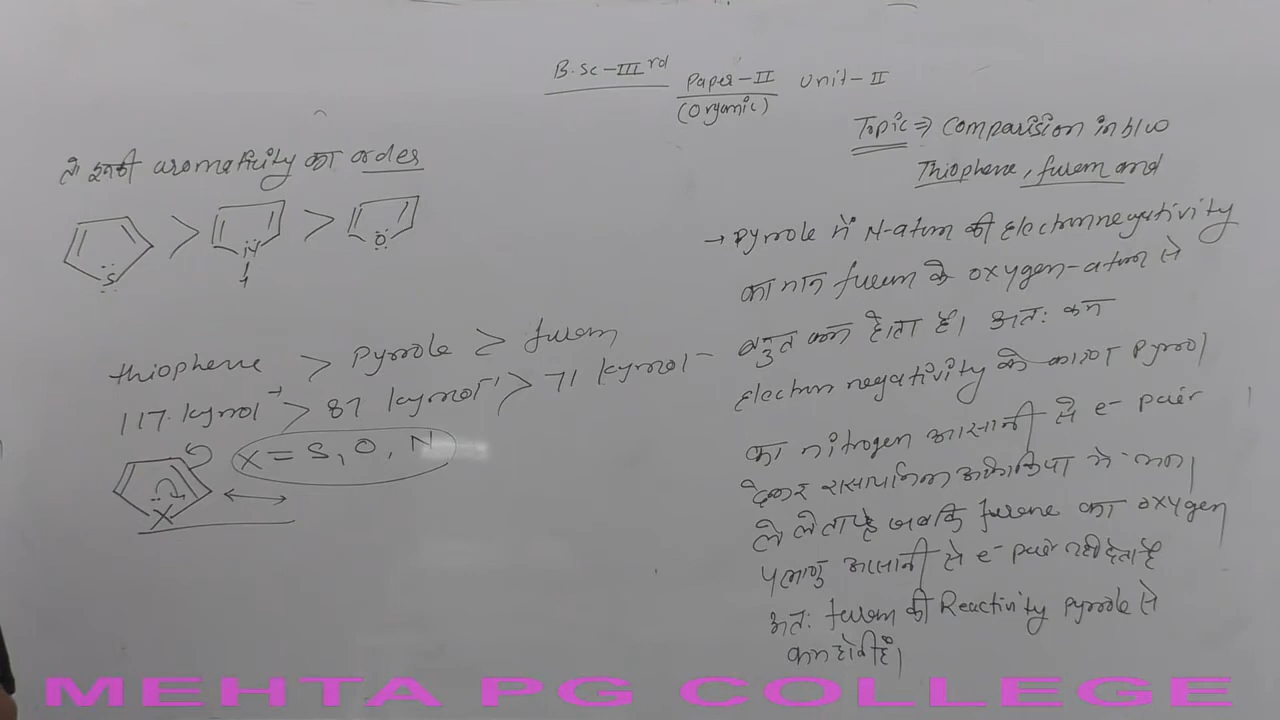 B.Sc-IIIrd Paper-II Unit-II
(Organic)
Topic ⇒ Comparision in b/w
Thiophene, furan and
→ Pyrrole में N-atom की Electronnegativity
का मान furan के oxygen-atom से
बहुत कम होता है। अतः कम
Electron negativity के कारण Pyrrol
का nitrogen आसानी से e- pair
देकर रासायनिक अभिक्रिया में भाग
ले लेता है जबकि furane का oxygen
परमाणु आसानी से e- pair नही देता है
अतः furan की Reactivity pyrrole से
कम होती है।
तो इनकी aromaticity का order
S > N > O
thiophene > Pyrrole > furan
117 kJ mol-1 > 87 kJ mol-1 > 71 kJ mol-
X = S, O, N
X
MEHTA PG COLLEGE